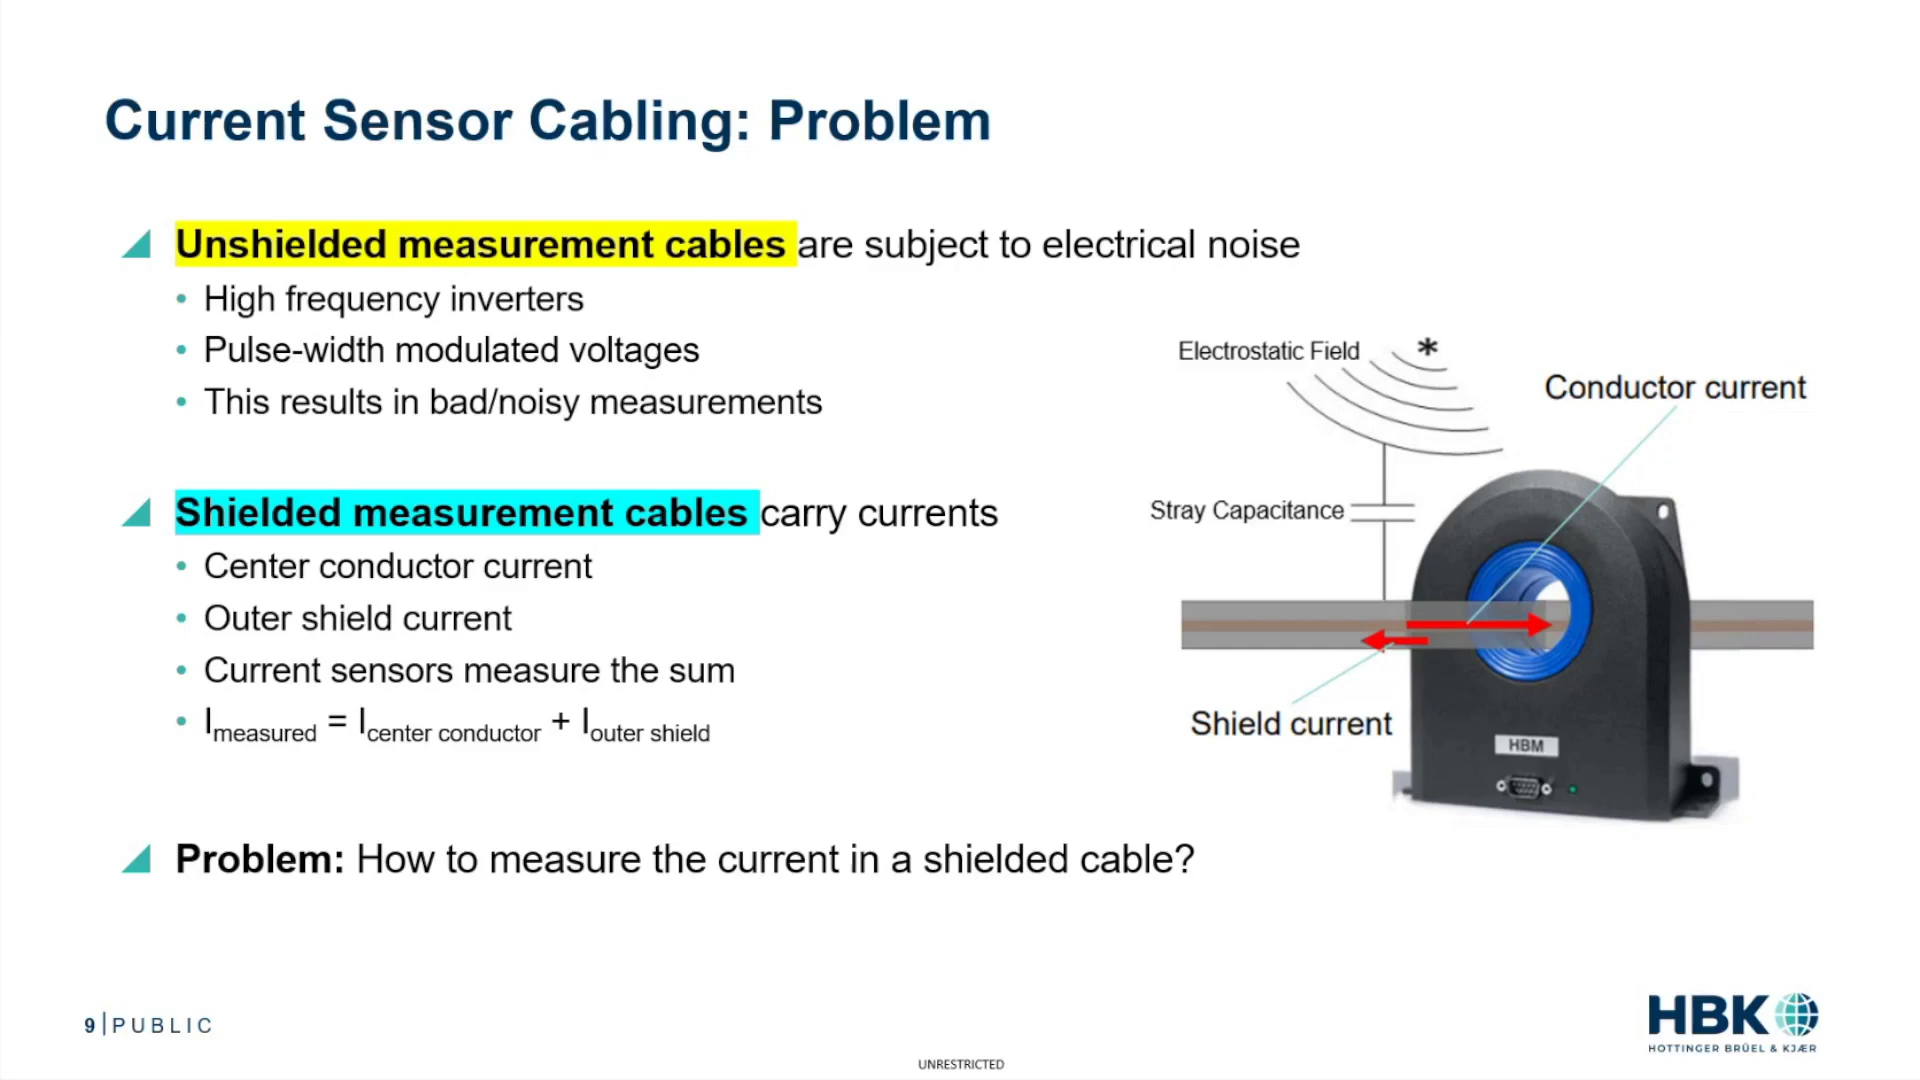 Current Sensor Cabling: Problem
Unshielded measurement cables are subject to electrical noise
• High frequency inverters
• Pulse-width modulated voltages
• This results in bad/noisy measurements
Shielded measurement cables carry currents
• Center conductor current
• Outer shield current
• Current sensors measure the sum
• Imeasured = Icenter conductor + Iouter shield
Problem: How to measure the current in a shielded cable?
Electrostatic Field *
Conductor current
Stray Capacitance
Shield current
HBM
9 | PUBLIC
UNRESTRICTED
HBK
HOTTINGER BRÜEL & KJÆR